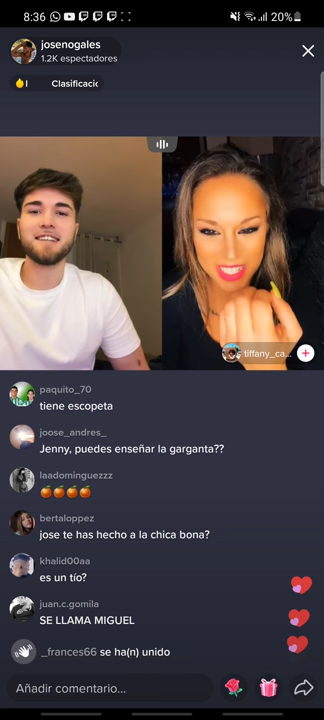 8:36
20%
josenogales
1.2K espectadores
Clasificació
tiffany_ca...
paquito_70
tiene escopeta
joose_andres_
Jenny, puedes enseñar la garganta??
laadominguezzz
🍊🍊🍊🍊
bertaloppez
jose te has hecho a la chica bona?
khalid00aa
es un tío?
juan.c.gomila
SE LLAMA MIGUEL
_frances66 se ha(n) unido
Añadir comentario...